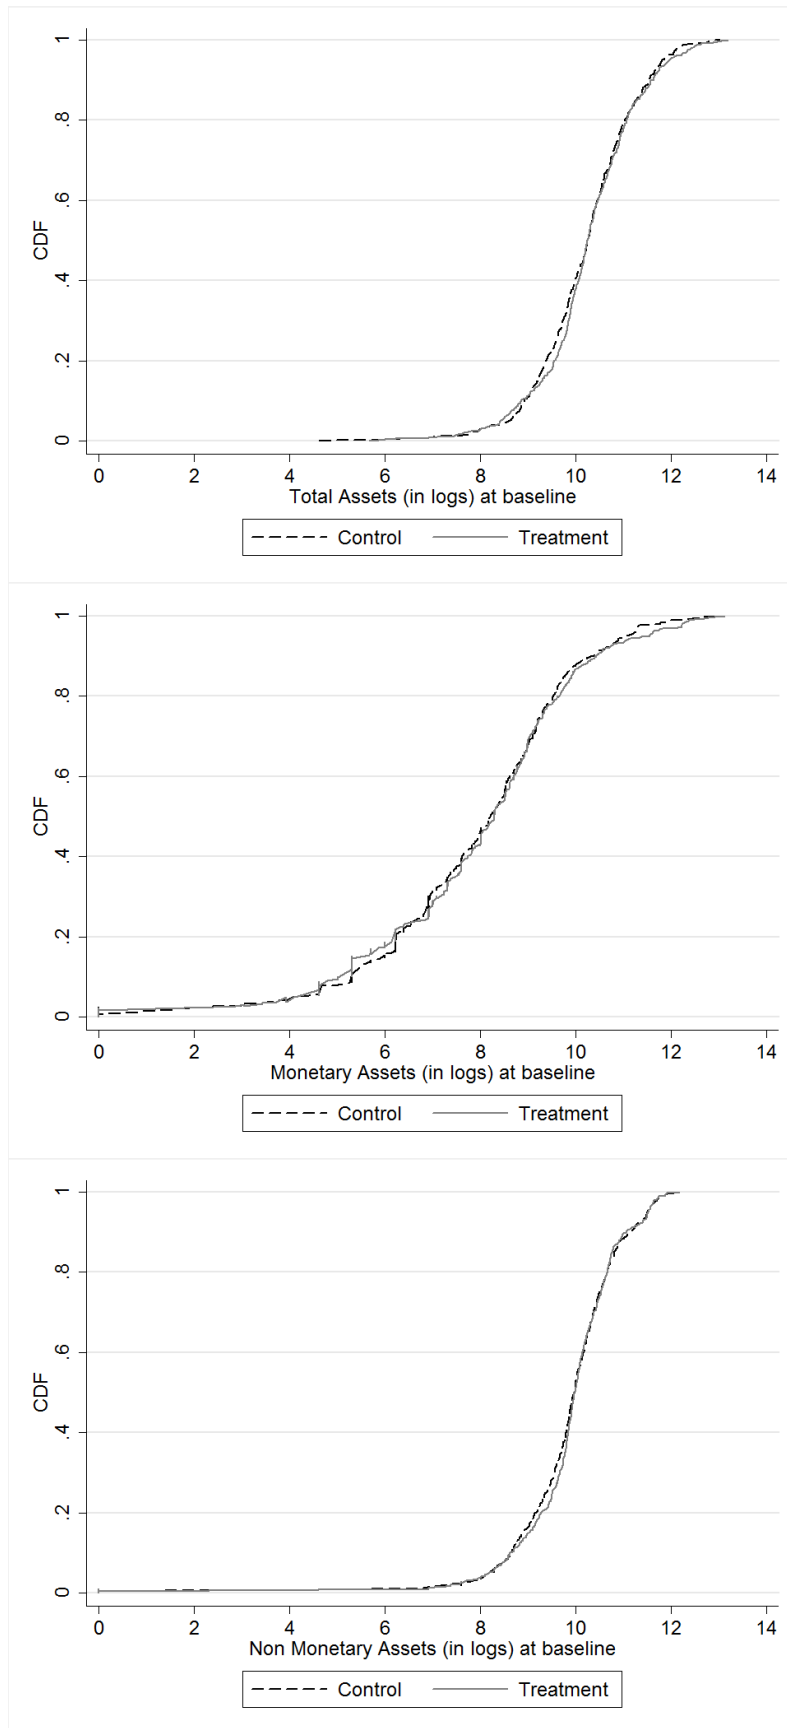 1
.8
.6
.4
.2
0
CDF
0 2 4 6 8 10 12 14
Total Assets (in logs) at baseline
Control Treatment
1
.8
.6
.4
.2
0
CDF
0 2 4 6 8 10 12 14
Monetary Assets (in logs) at baseline
Control Treatment
1
.8
.6
.4
.2
0
CDF
0 2 4 6 8 10 12 14
Non Monetary Assets (in logs) at baseline
Control Treatment